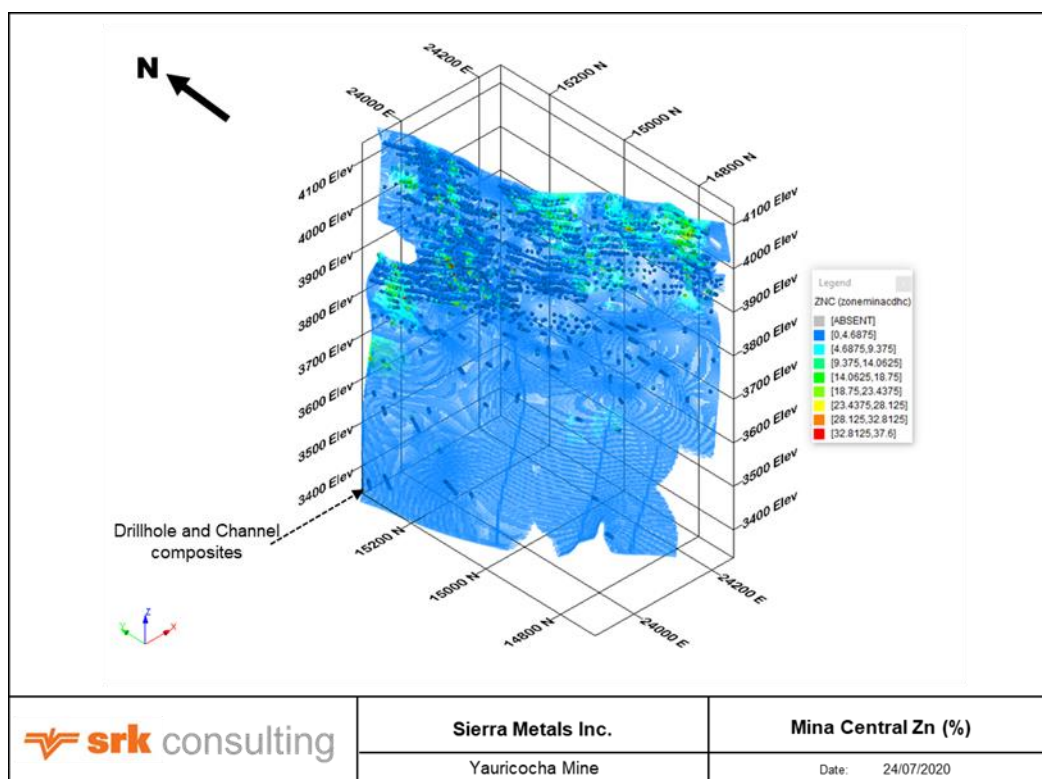 N
24200 E
24000 E
15200 N
15000 N
14800 N
4100 Elev
4000 Elev
3900 Elev
3800 Elev
3700 Elev
3600 Elev
3500 Elev
3400 Elev
4100 Elev
4000 Elev
3900 Elev
3800 Elev
3700 Elev
3600 Elev
3500 Elev
3400 Elev
Legend
ZNC (zoneminacdhc)
[ABSENT]
[0,4.6875]
[4.6875,9.375]
[9.375,14.0625]
[14.0625,18.75]
[18.75,23.4375]
[23.4375,28.125]
[28.125,32.8125]
[32.8125,37.6]
Drillhole and Channel
composites
15200 N
15000 N
14800 N
24200 E
24000 E
Z
Y
X
srk consulting
Sierra Metals Inc.
Yauricocha Mine
Mina Central Zn (%)
Date: 24/07/2020